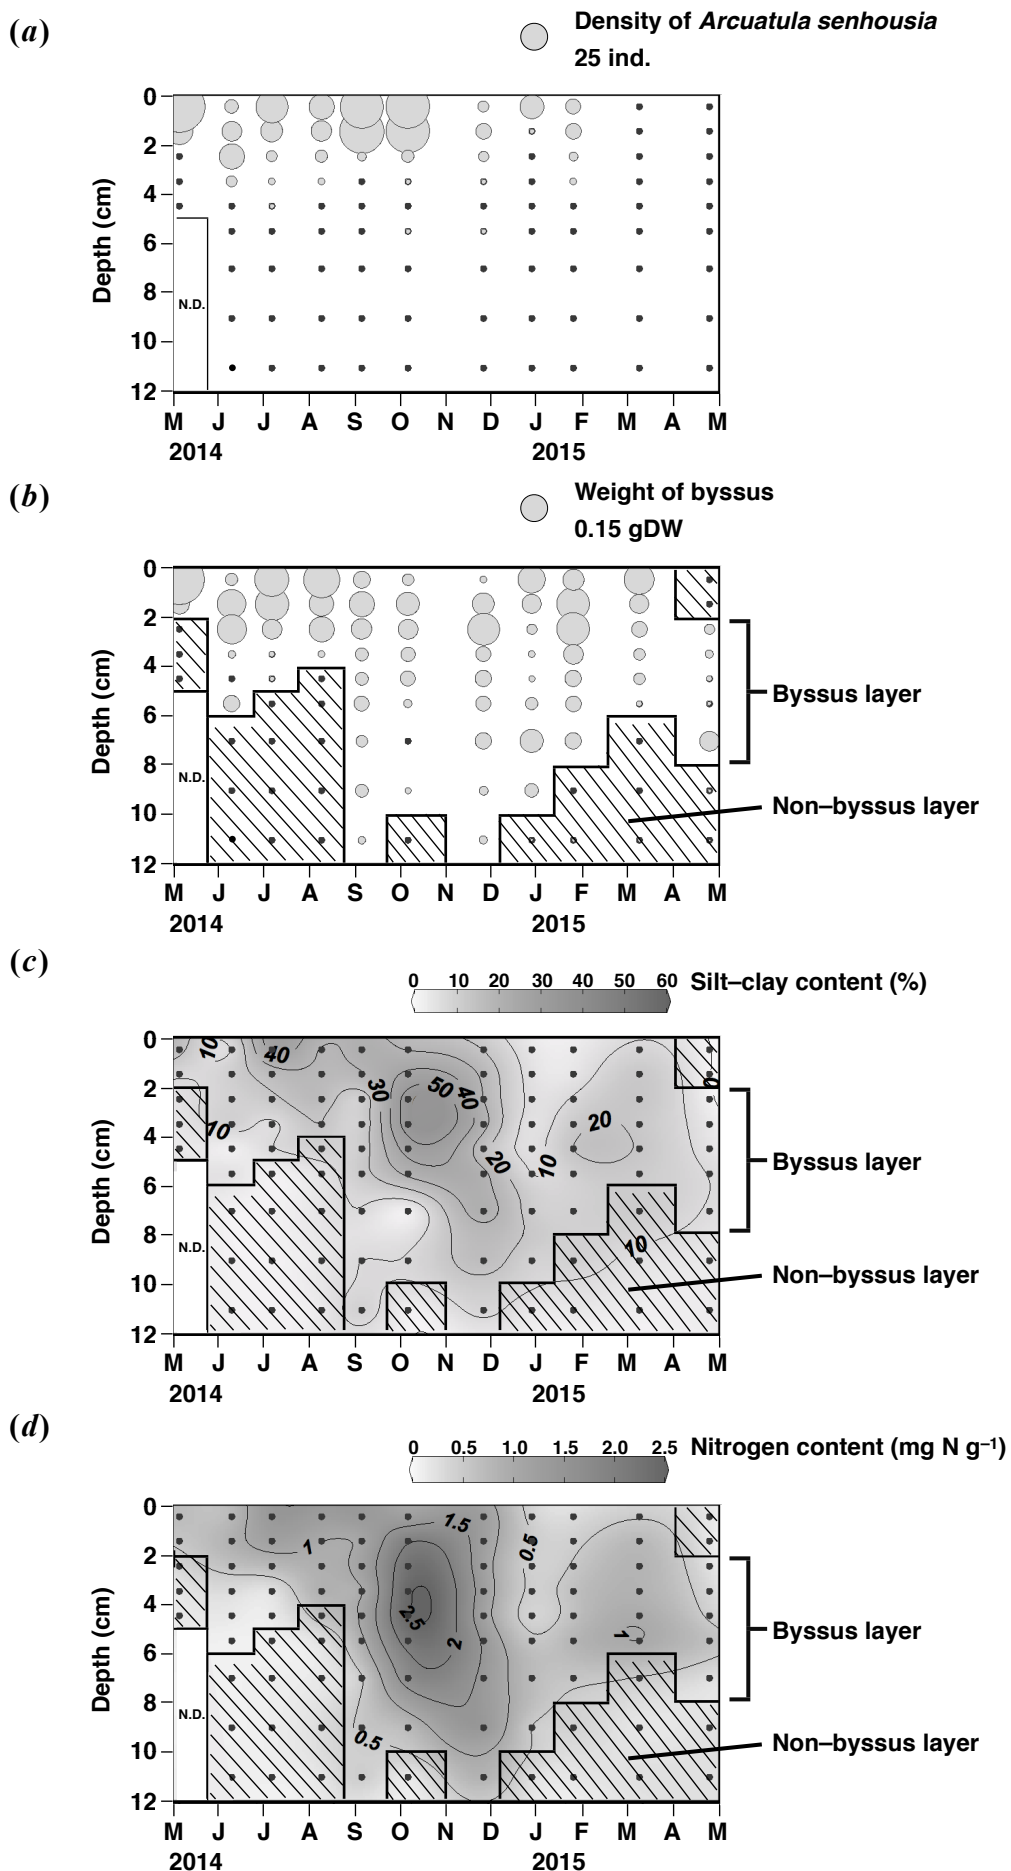 (a)
Density of Arcuatula senhousia
25 ind.
0
2
4
6
8
10
12
Depth (cm)
N.D.
M J J A S O N D J F M A M
2014 2015
(b)
Weight of byssus
0.15 gDW
0
2
4
6
8
10
12
Depth (cm)
N.D.
Byssus layer
Non–byssus layer
M J J A S O N D J F M A M
2014 2015
(c)
0 10 20 30 40 50 60 Silt–clay content (%)
0
2
4
6
8
10
12
Depth (cm)
10
40
30
50
40
0
10
20
20
10
10
N.D.
Byssus layer
Non–byssus layer
M J J A S O N D J F M A M
2014 2015
(d)
0 0.5 1.0 1.5 2.0 2.5 Nitrogen content (mg N g–1)
0
2
4
6
8
10
12
Depth (cm)
1.5
1
0.5
2.5
2
1
0.5
N.D.
Byssus layer
Non–byssus layer
M J J A S O N D J F M A M
2014 2015